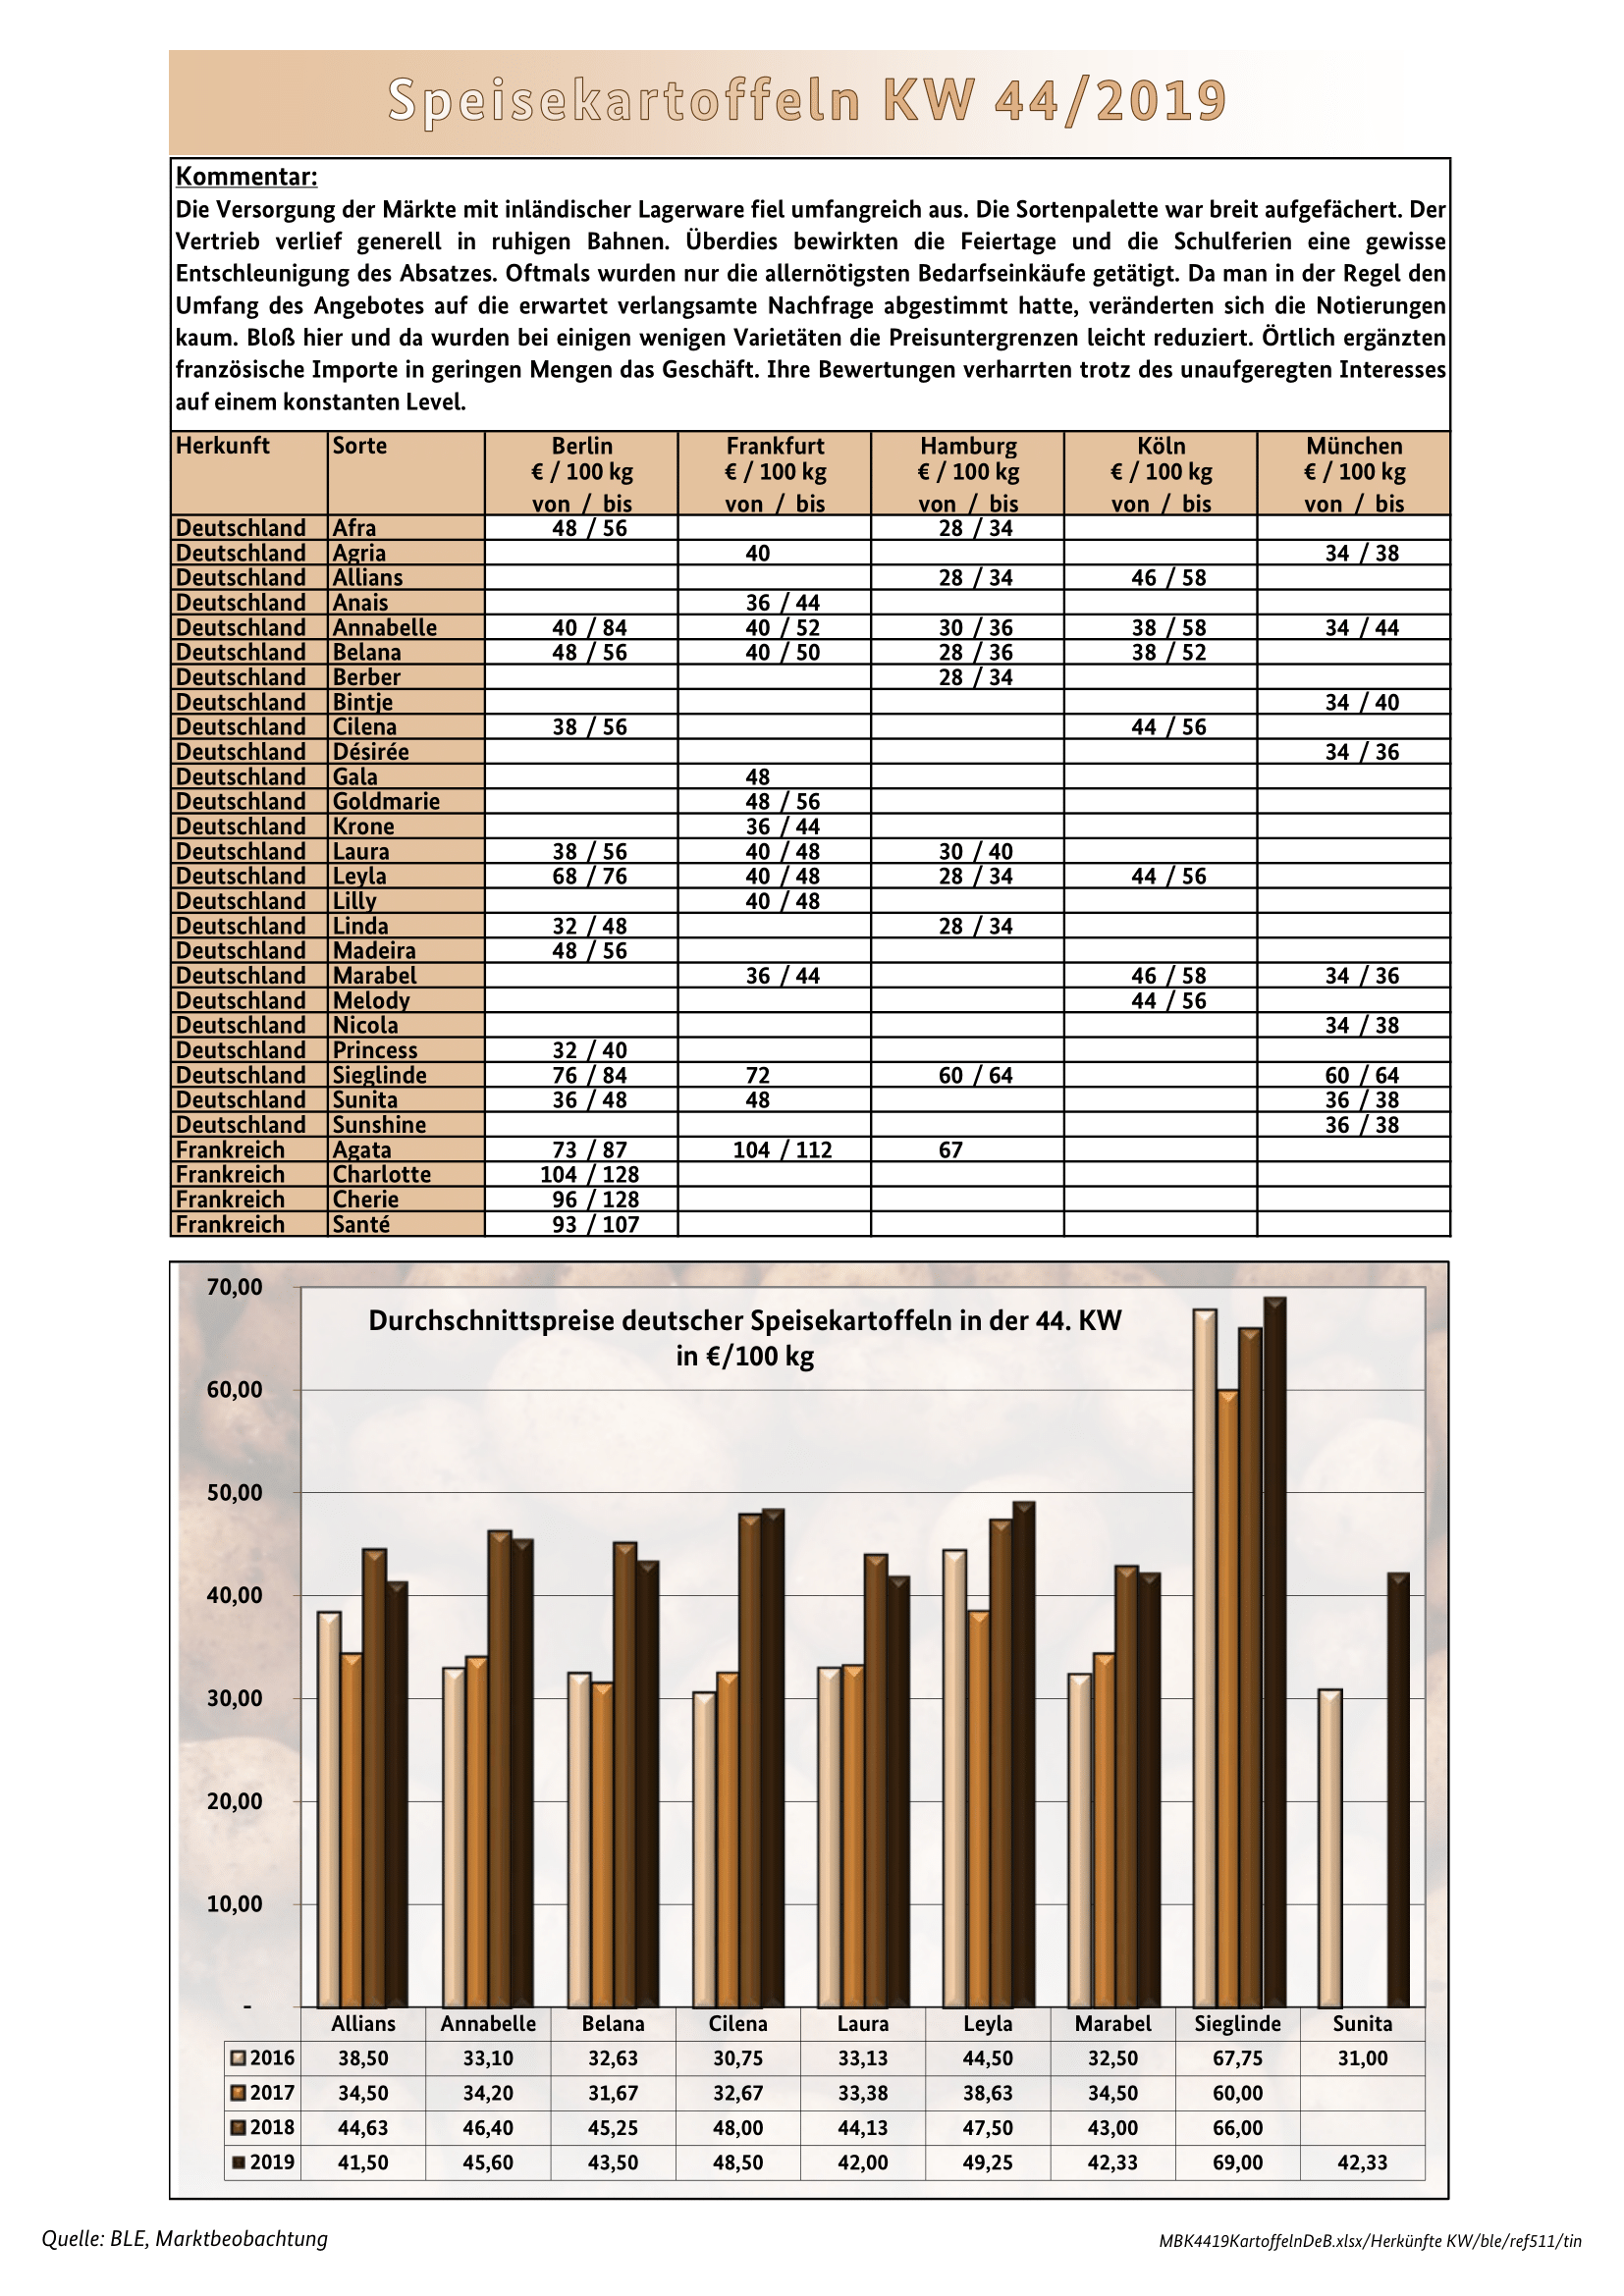 Speisekartoffeln KW 44/2019
Kommentar:
Die Versorgung der Märkte mit inländischer Lagerware fiel umfangreich aus. Die Sortenpalette war breit aufgefächert. Der
Vertrieb verlief generell in ruhigen Bahnen. Überdies bewirkten die Feiertage und die Schulferien eine gewisse
Entschleunigung des Absatzes. Oftmals wurden nur die allernötigsten Bedarfseinkäufe getätigt. Da man in der Regel den
Umfang des Angebotes auf die erwartet verlangsamte Nachfrage abgestimmt hatte, veränderten sich die Notierungen
kaum. Bloß hier und da wurden bei einigen wenigen Varietäten die Preisuntergrenzen leicht reduziert. Örtlich ergänzten
französische Importe in geringen Mengen das Geschäft. Ihre Bewertungen verharrten trotz des unaufgeregten Interesses
auf einem konstanten Level.
Herkunft Sorte Berlin Frankfurt Hamburg Köln München
€ / 100 kg € / 100 kg € / 100 kg € / 100 kg € / 100 kg
von / bis von / bis von / bis von / bis von / bis
Deutschland Afra 48 / 56 28 / 34
Deutschland Agria 40 34 / 38
Deutschland Allians 28 / 34 46 / 58
Deutschland Anais 36 / 44
Deutschland Annabelle 40 / 84 40 / 52 30 / 36 38 / 58 34 / 44
Deutschland Belana 48 / 56 40 / 50 28 / 36 38 / 52
Deutschland Berber 28 / 34
Deutschland Bintje 34 / 40
Deutschland Cilena 38 / 56 44 / 56
Deutschland Désirée 34 / 36
Deutschland Gala 48
Deutschland Goldmarie 48 / 56
Deutschland Krone 36 / 44
Deutschland Laura 38 / 56 40 / 48 30 / 40
Deutschland Leyla 68 / 76 40 / 48 28 / 34 44 / 56
Deutschland Lilly 40 / 48
Deutschland Linda 32 / 48 28 / 34
Deutschland Madeira 48 / 56
Deutschland Marabel 36 / 44 46 / 58 34 / 36
Deutschland Melody 44 / 56
Deutschland Nicola 34 / 38
Deutschland Princess 32 / 40
Deutschland Sieglinde 76 / 84 72 60 / 64 60 / 64
Deutschland Sunita 36 / 48 48 36 / 38
Deutschland Sunshine 36 / 38
Frankreich Agata 73 / 87 104 / 112 67
Frankreich Charlotte 104 / 128
Frankreich Cherie 96 / 128
Frankreich Santé 93 / 107
Durchschnittspreise deutscher Speisekartoffeln in der 44. KW
in €/100 kg
70,00
60,00
50,00
40,00
30,00
20,00
10,00
-
Allians Annabelle Belana Cilena Laura Leyla Marabel Sieglinde Sunita
2016 38,50 33,10 32,63 30,75 33,13 44,50 32,50 67,75 31,00
2017 34,50 34,20 31,67 32,67 33,38 38,63 34,50 60,00
2018 44,63 46,40 45,25 48,00 44,13 47,50 43,00 66,00
2019 41,50 45,60 43,50 48,50 42,00 49,25 42,33 69,00 42,33
Quelle: BLE, Marktbeobachtung
MBK4419KartoffelnDeB.xlsx/Herkünfte KW/ble/ref511/tin